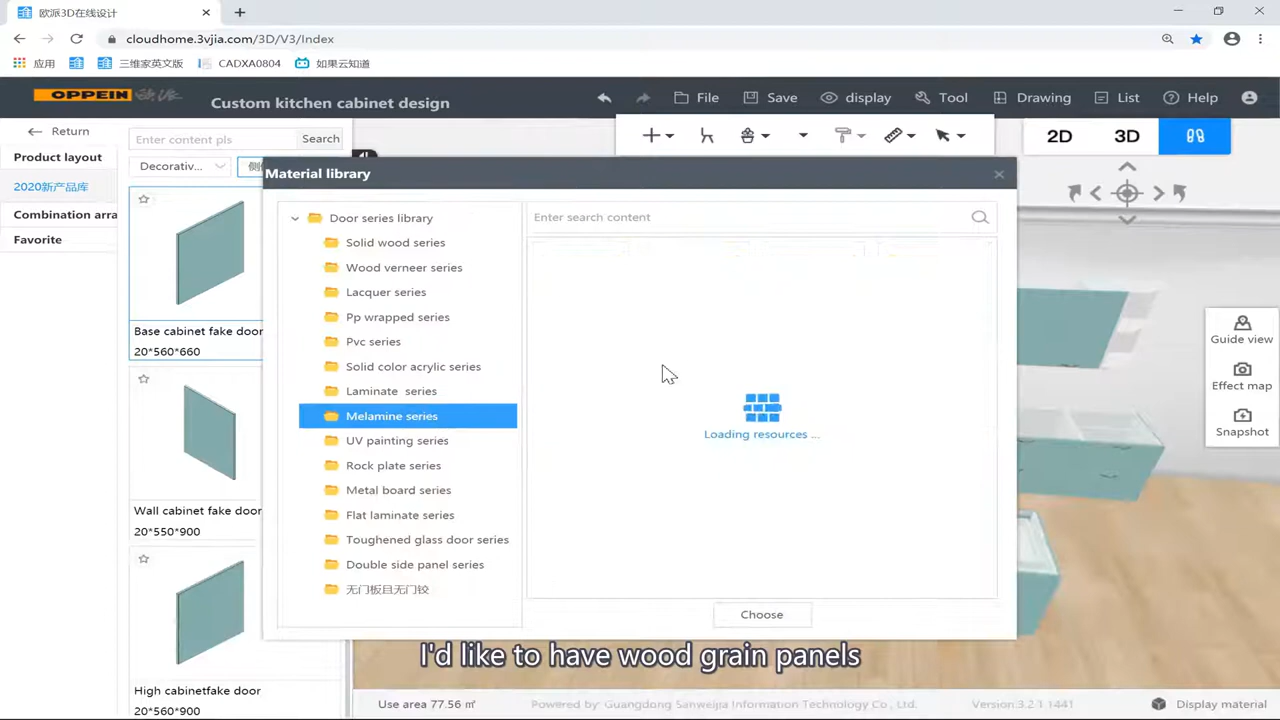 欧派3D在线设计
cloudhome.3vjia.com/3D/V3/Index
应用
三维家英文版
CADXA0804
如果云知道
OPPEIN
Custom kitchen cabinet design
File
Save
display
Tool
Drawing
List
Help
Return
Enter content pls
Search
2D
3D
Product layout
Decorativ...
Material library
2020新产品库
Combination arra
Favorite
Door series library
Enter search content
Solid wood series
Wood verneer series
Lacquer series
Pp wrapped series
Pvc series
Solid color acrylic series
Laminate series
Melamine series
UV painting series
Rock plate series
Metal board series
Flat laminate series
Toughened glass door series
Double side panel series
无门板且无门铰
Loading resources ...
Choose
Base cabinet fake door
20*560*660
Wall cabinet fake door
20*550*900
High cabinetfake door
20*560*900
Guide view
Effect map
Snapshot
I'd like to have wood grain panels
Use area 77.56 ㎡
Powered by: Guangdong Sanweijia Information Technology Co., Ltd.
Version:3.2.1.1441
Display material